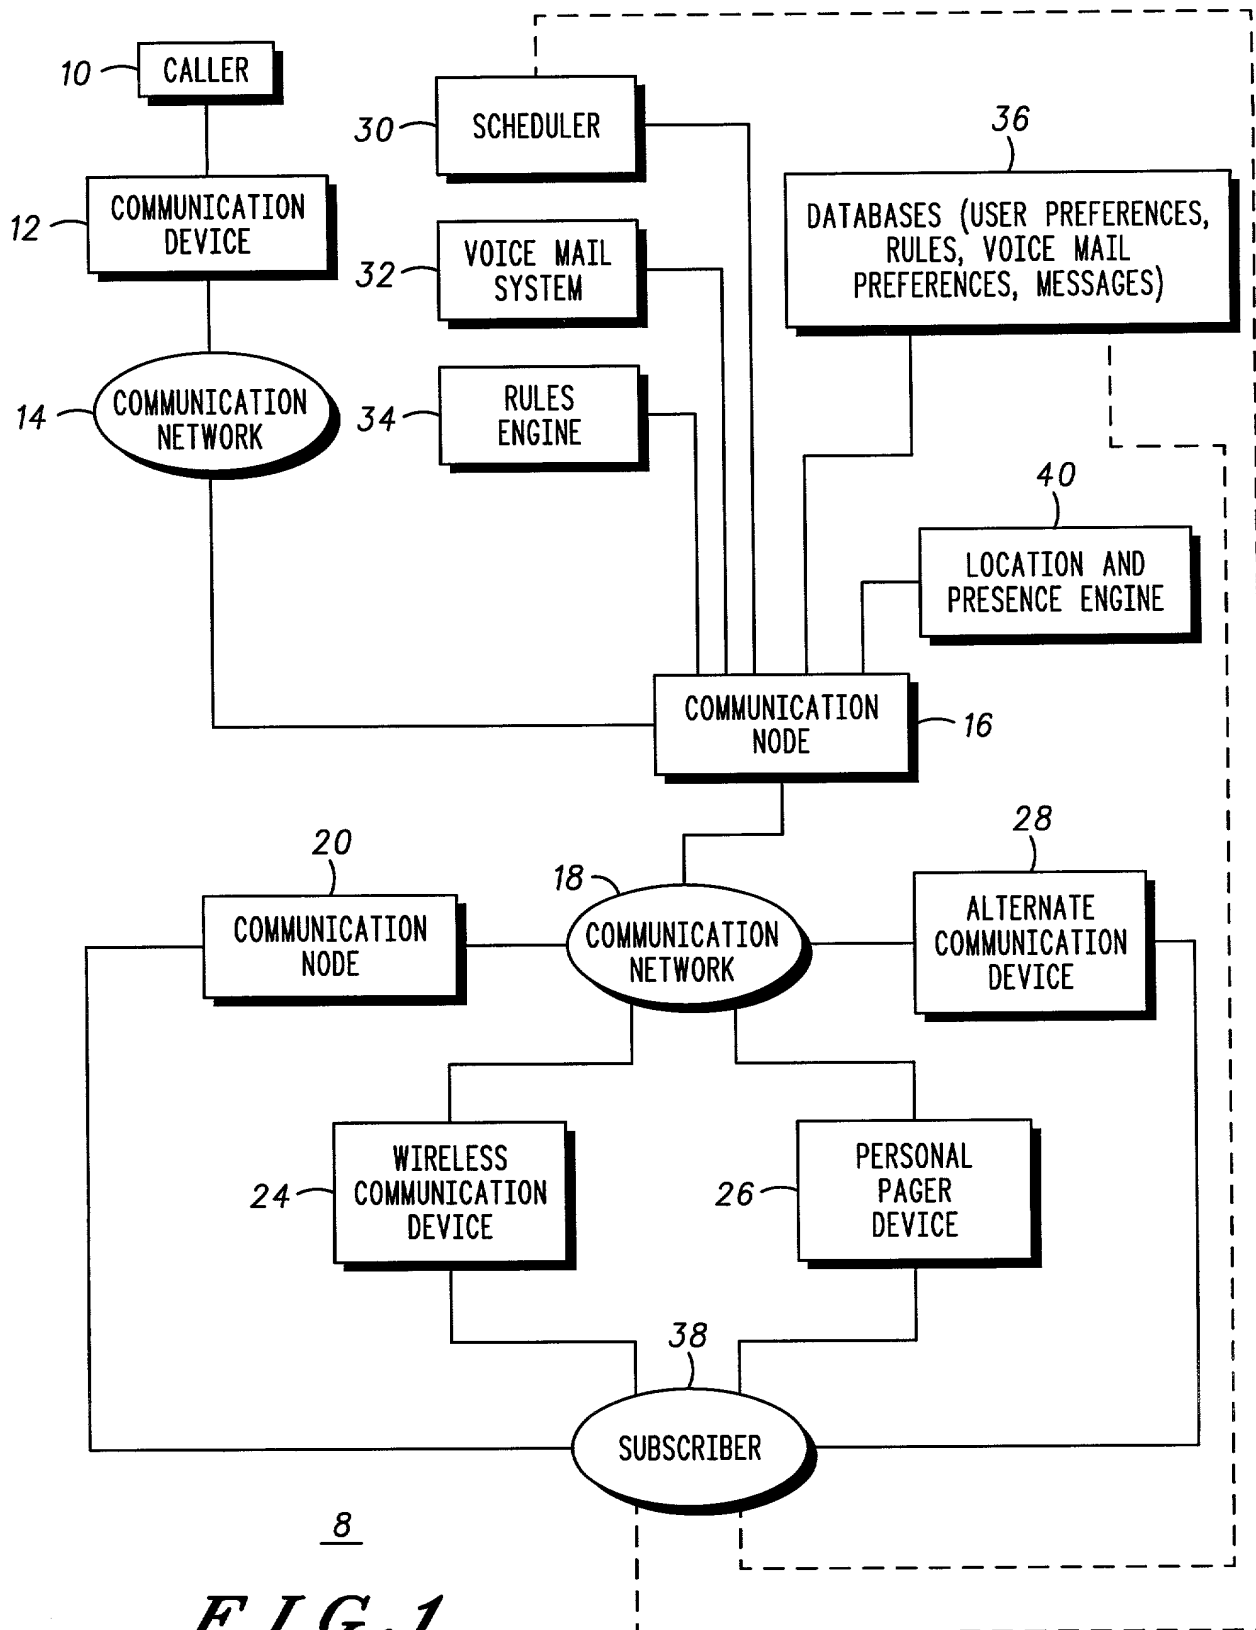 10
CALLER
30
SCHEDULER
36
12
COMMUNICATION
DEVICE
DATABASES (USER PREFERENCES,
RULES, VOICE MAIL
PREFERENCES, MESSAGES)
32
VOICE MAIL
SYSTEM
14
COMMUNICATION
NETWORK
34
RULES
ENGINE
40
LOCATION AND
PRESENCE ENGINE
COMMUNICATION
NODE
16
20
COMMUNICATION
NODE
18
COMMUNICATION
NETWORK
28
ALTERNATE
COMMUNICATION
DEVICE
24
WIRELESS
COMMUNICATION
DEVICE
26
PERSONAL
PAGER
DEVICE
38
SUBSCRIBER
8
FIG.1